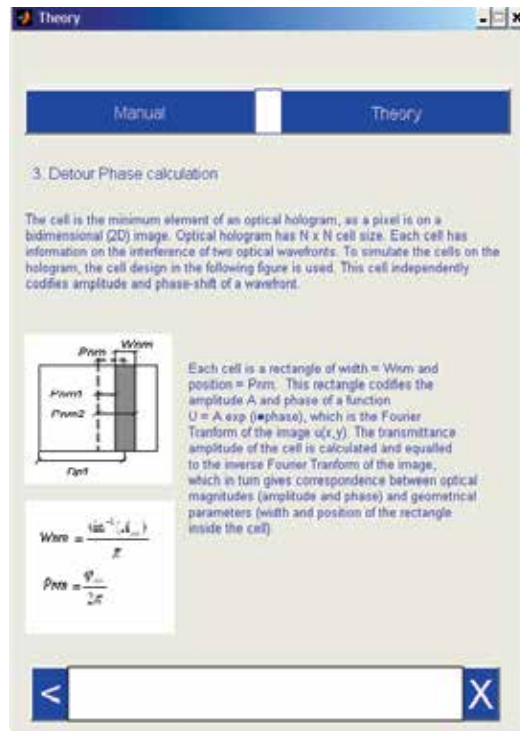 Theory
Manual
Theory
3. Detour Phase calculation
The cell is the minimum element of an optical hologram, as a pixel is on a
bidimensional (2D) image. Optical hologram has N x N cell size. Each cell has
information on the interference of two optical wavefronts. To simulate the cells on the
hologram, the cell design in the following figure is used. This cell independently
codifies amplitude and phase-shift of a wavefront.
Wnm
Pnm
Pnm1
Pnm2
Each cell is a rectangle of width = Wnm and
position = Pnm. This rectangle codifies the
amplitude A and phase of a function
U = A exp (i●phase), which is the Fourier
Tranform of the image u(x,y). The transmittance
amplitude of the cell is calculated and equalled
to the inverse Fourier Tranform of the image,
which in turn gives correspondence between optical
magnitudes (amplitude and phase) and geometrical
parameters (width and position of the rectangle
inside the cell)
Wnm = sin⁻¹(A) / π
Pnm = φ / 2π
< X